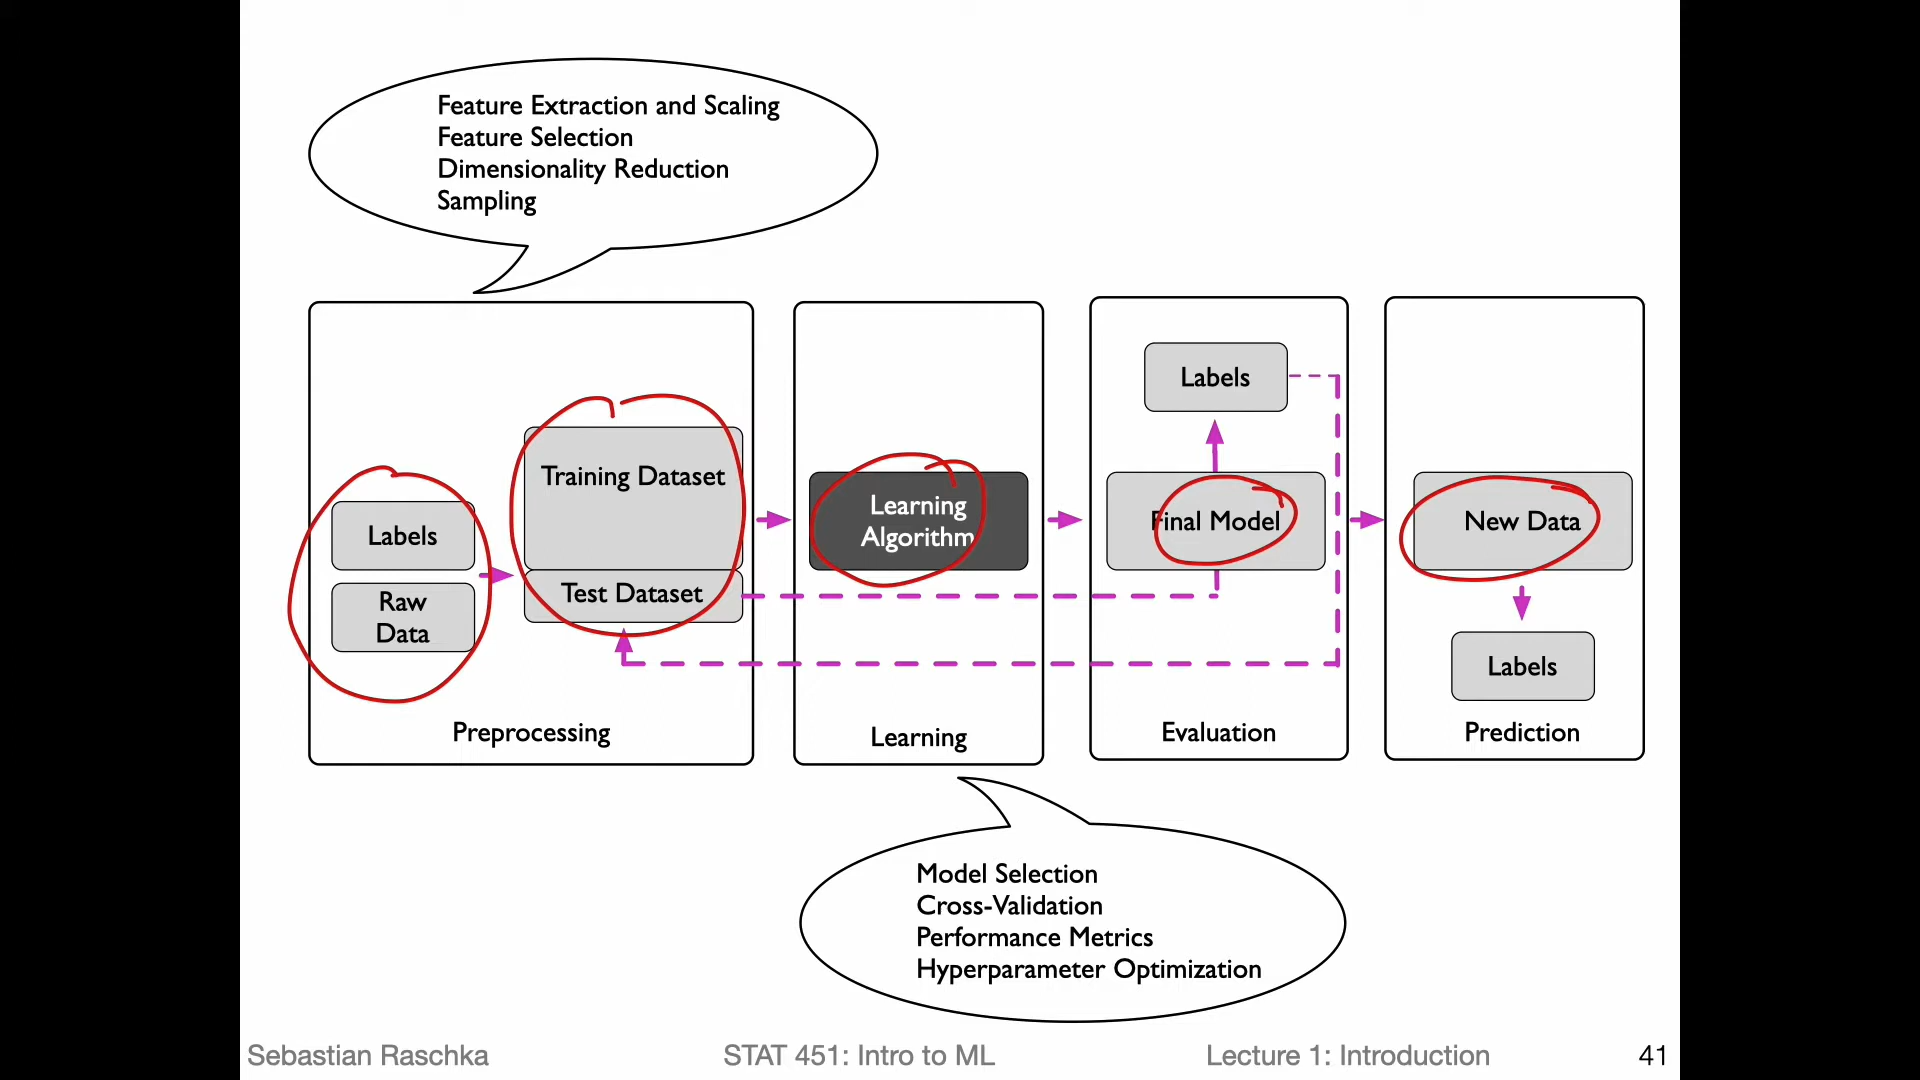 Feature Extraction and Scaling
Feature Selection
Dimensionality Reduction
Sampling
Labels
Raw
Data
Training Dataset
Test Dataset
Preprocessing
Learning
Algorithm
Learning
Labels
Final Model
Evaluation
New Data
Labels
Prediction
Model Selection
Cross-Validation
Performance Metrics
Hyperparameter Optimization
Sebastian Raschka
STAT 451: Intro to ML
Lecture 1: Introduction
41